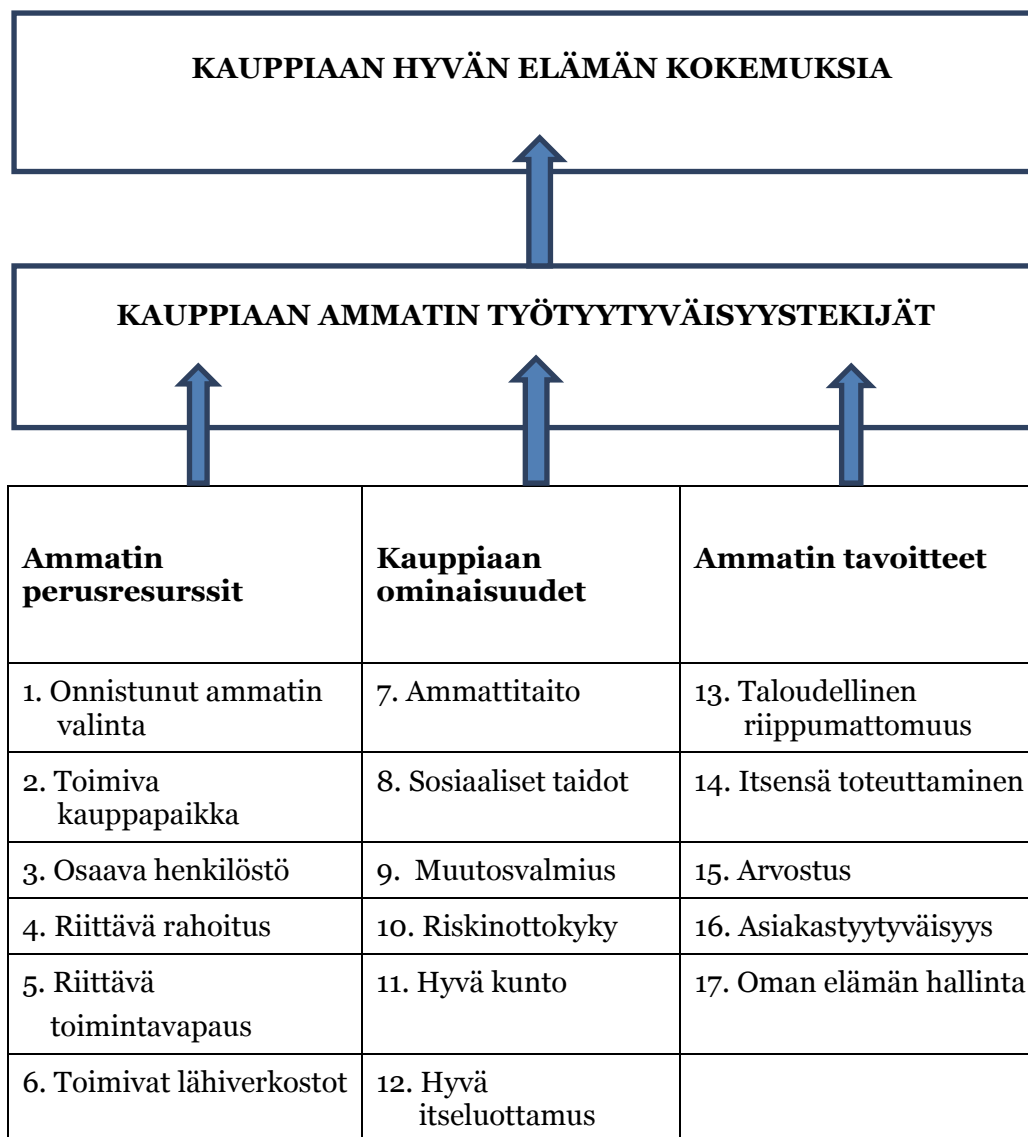 KAUPPIAAN HYVÄN ELÄMÄN KOKEMUKSIA
KAUPPIAAN AMMATIN TYÖTYYTYVÄISYYSTEKIJÄT
Ammatin
perusresurssit
Kauppiaan
ominaisuudet
Ammatin tavoitteet
1. Onnistunut ammatin
valinta
7. Ammattitaito
13. Taloudellinen
riippumattomuus
2. Toimiva
kauppapaikka
8. Sosiaaliset taidot
14. Itsensä toteuttaminen
3. Osaava henkilöstö
9. Muutosvalmius
15. Arvostus
4. Riittävä rahoitus
10. Riskinottokyky
16. Asiakastyytyväisyys
5. Riittävä
toimintavapaus
11. Hyvä kunto
17. Oman elämän hallinta
6. Toimivat lähiverkostot
12. Hyvä
itseluottamus